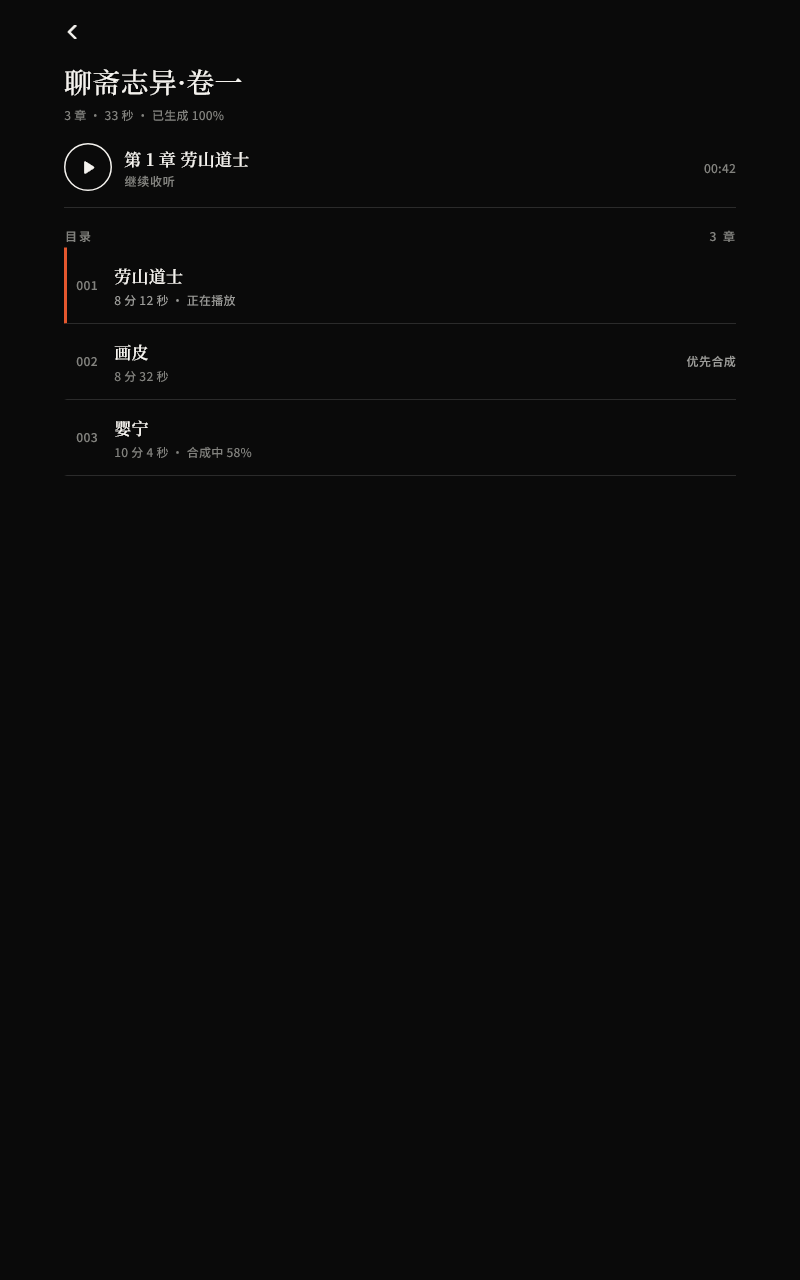 聊斋志异·卷一
3 章 · 33 秒 · 已生成 100%
第 1 章 劳山道士
继续收听
00:42
目录
3 章
001
劳山道士
8 分 12 秒 · 正在播放
002
画皮
8 分 32 秒
优先合成
003
婴宁
10 分 4 秒 · 合成中 58%